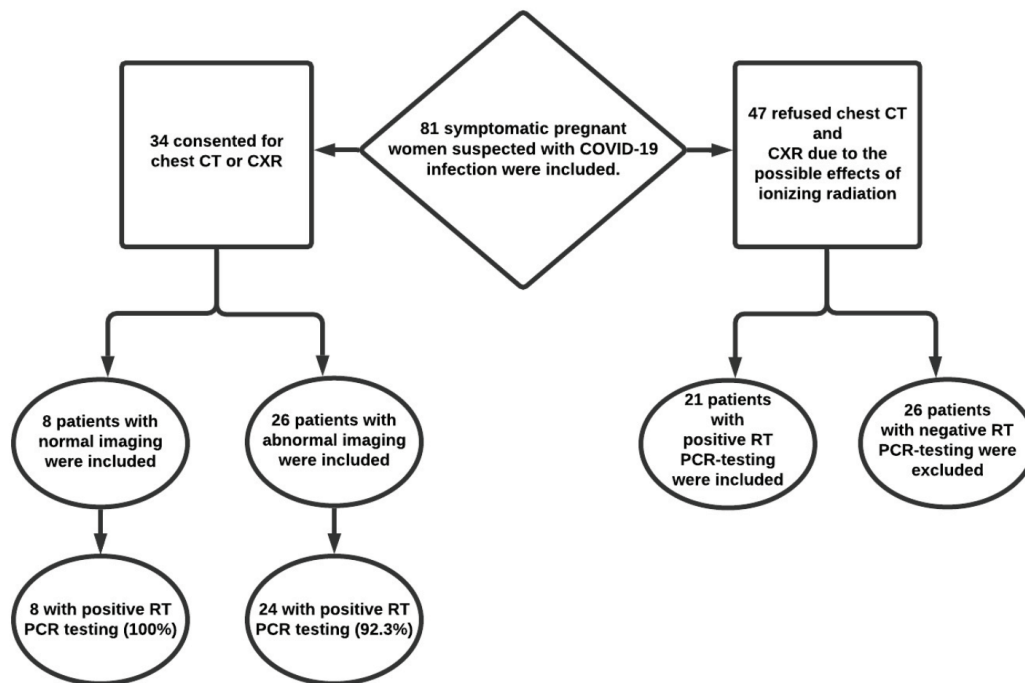 81 symptomatic pregnant
women suspected with COVID-19
infection were included.
34 consented for
chest CT or CXR
47 refused chest CT
and
CXR due to the
possible effects of
ionizing radiation
8 patients with
normal imaging
were included
26 patients with
abnormal imaging
were included
21 patients
with
positive RT
PCR-testing
were included
26 patients
with negative RT
PCR-testing were
excluded
8 with positive RT
PCR testing (100%)
24 with positive RT
PCR testing (92.3%)